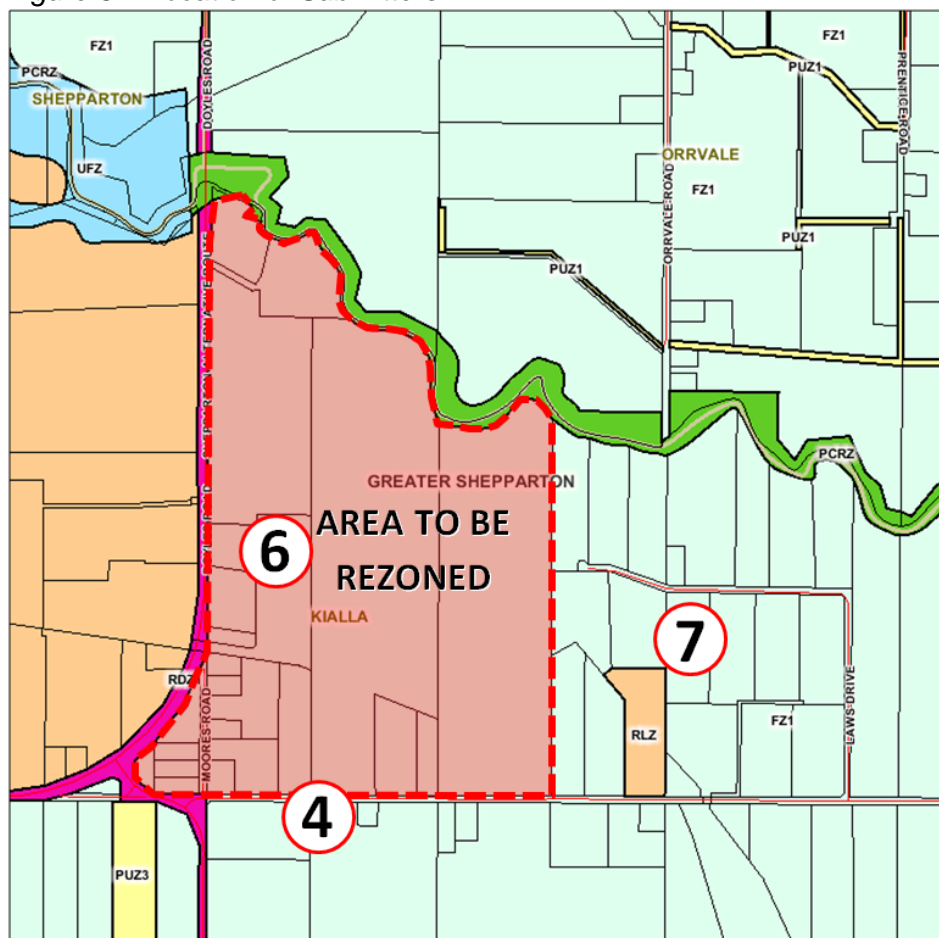 FZ1
FZ1
PCRZ
PUZ1
SHEPPARTON
DOYLES ROAD
PRENTICE ROAD
UFZ
ORRVALE
FZ1
ORRVALE ROAD
PUZ1
PUZ1
PCRZ
GREATER SHEPPARTON
AREA TO BE
6
REZONED
KIALLA
7
RDZ
MOORES ROAD
RLZ
FZ1
LAWS DRIVE
4
PUZ3